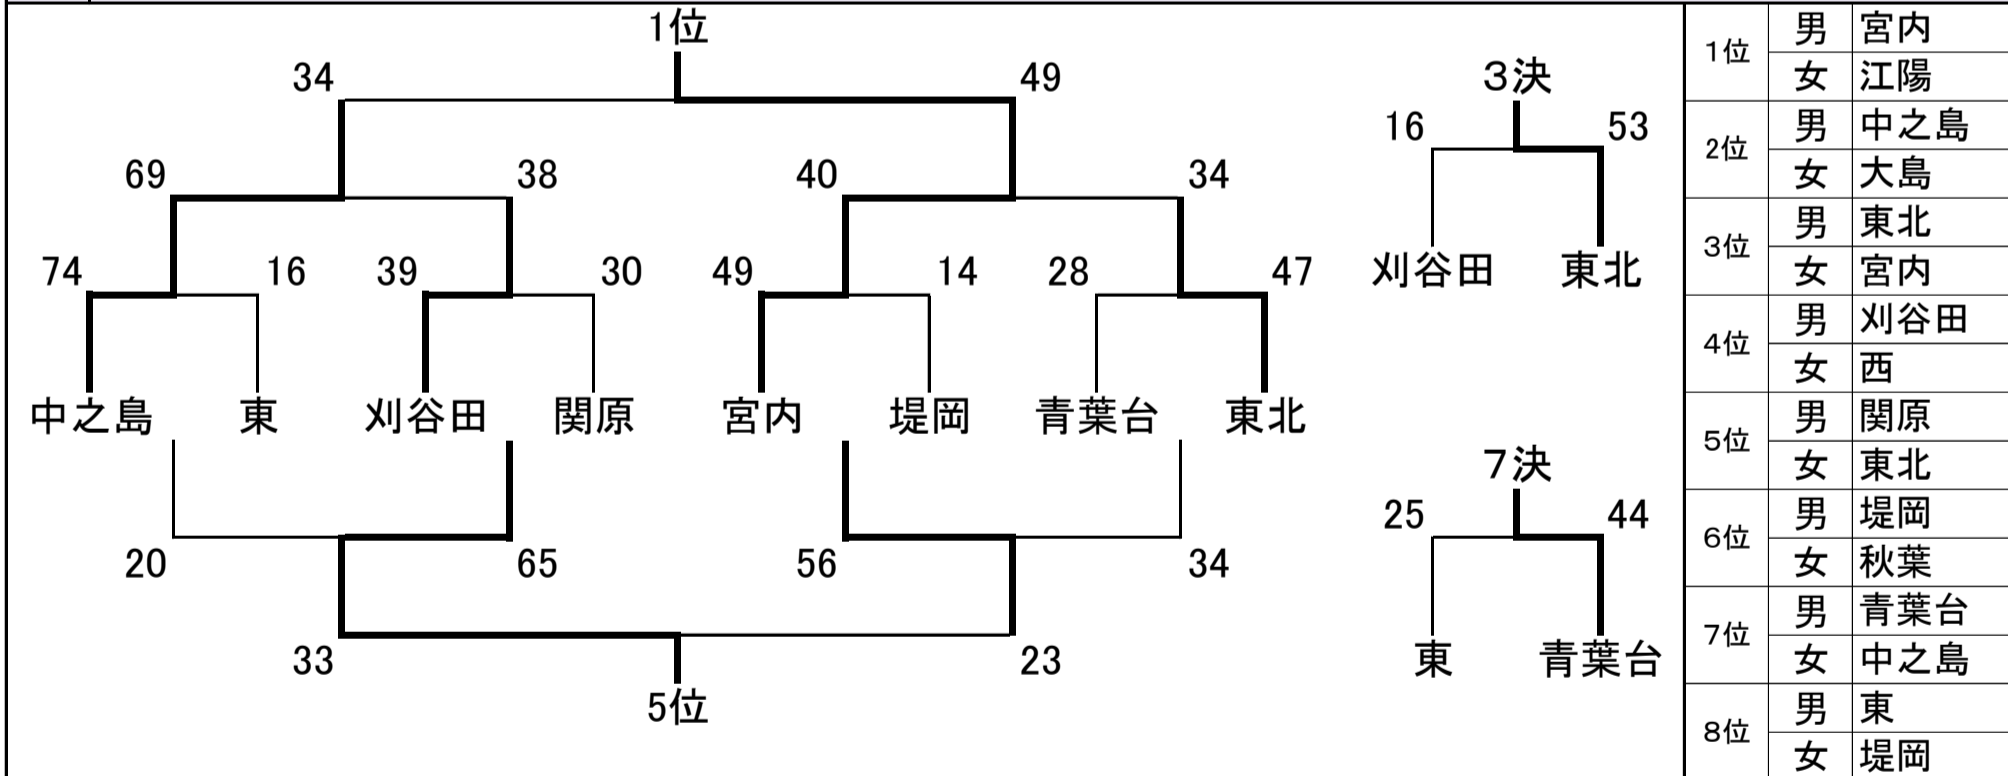 1位
34 49
69 38 40 34
74 16 39 30 49 14 28 47
中之島 東 刈谷田 関原 宮内 堤岡 青葉台 東北
20 65 56 34
33 23
5位
3決
16 53
刈谷田 東北
7決
25 44
東 青葉台
1位 男 宮内
女 江陽
2位 男 中之島
女 大島
3位 男 東北
女 宮内
4位 男 刈谷田
女 西
5位 男 関原
女 東北
6位 男 堤岡
女 秋葉
7位 男 青葉台
女 中之島
8位 男 東
女 堤岡